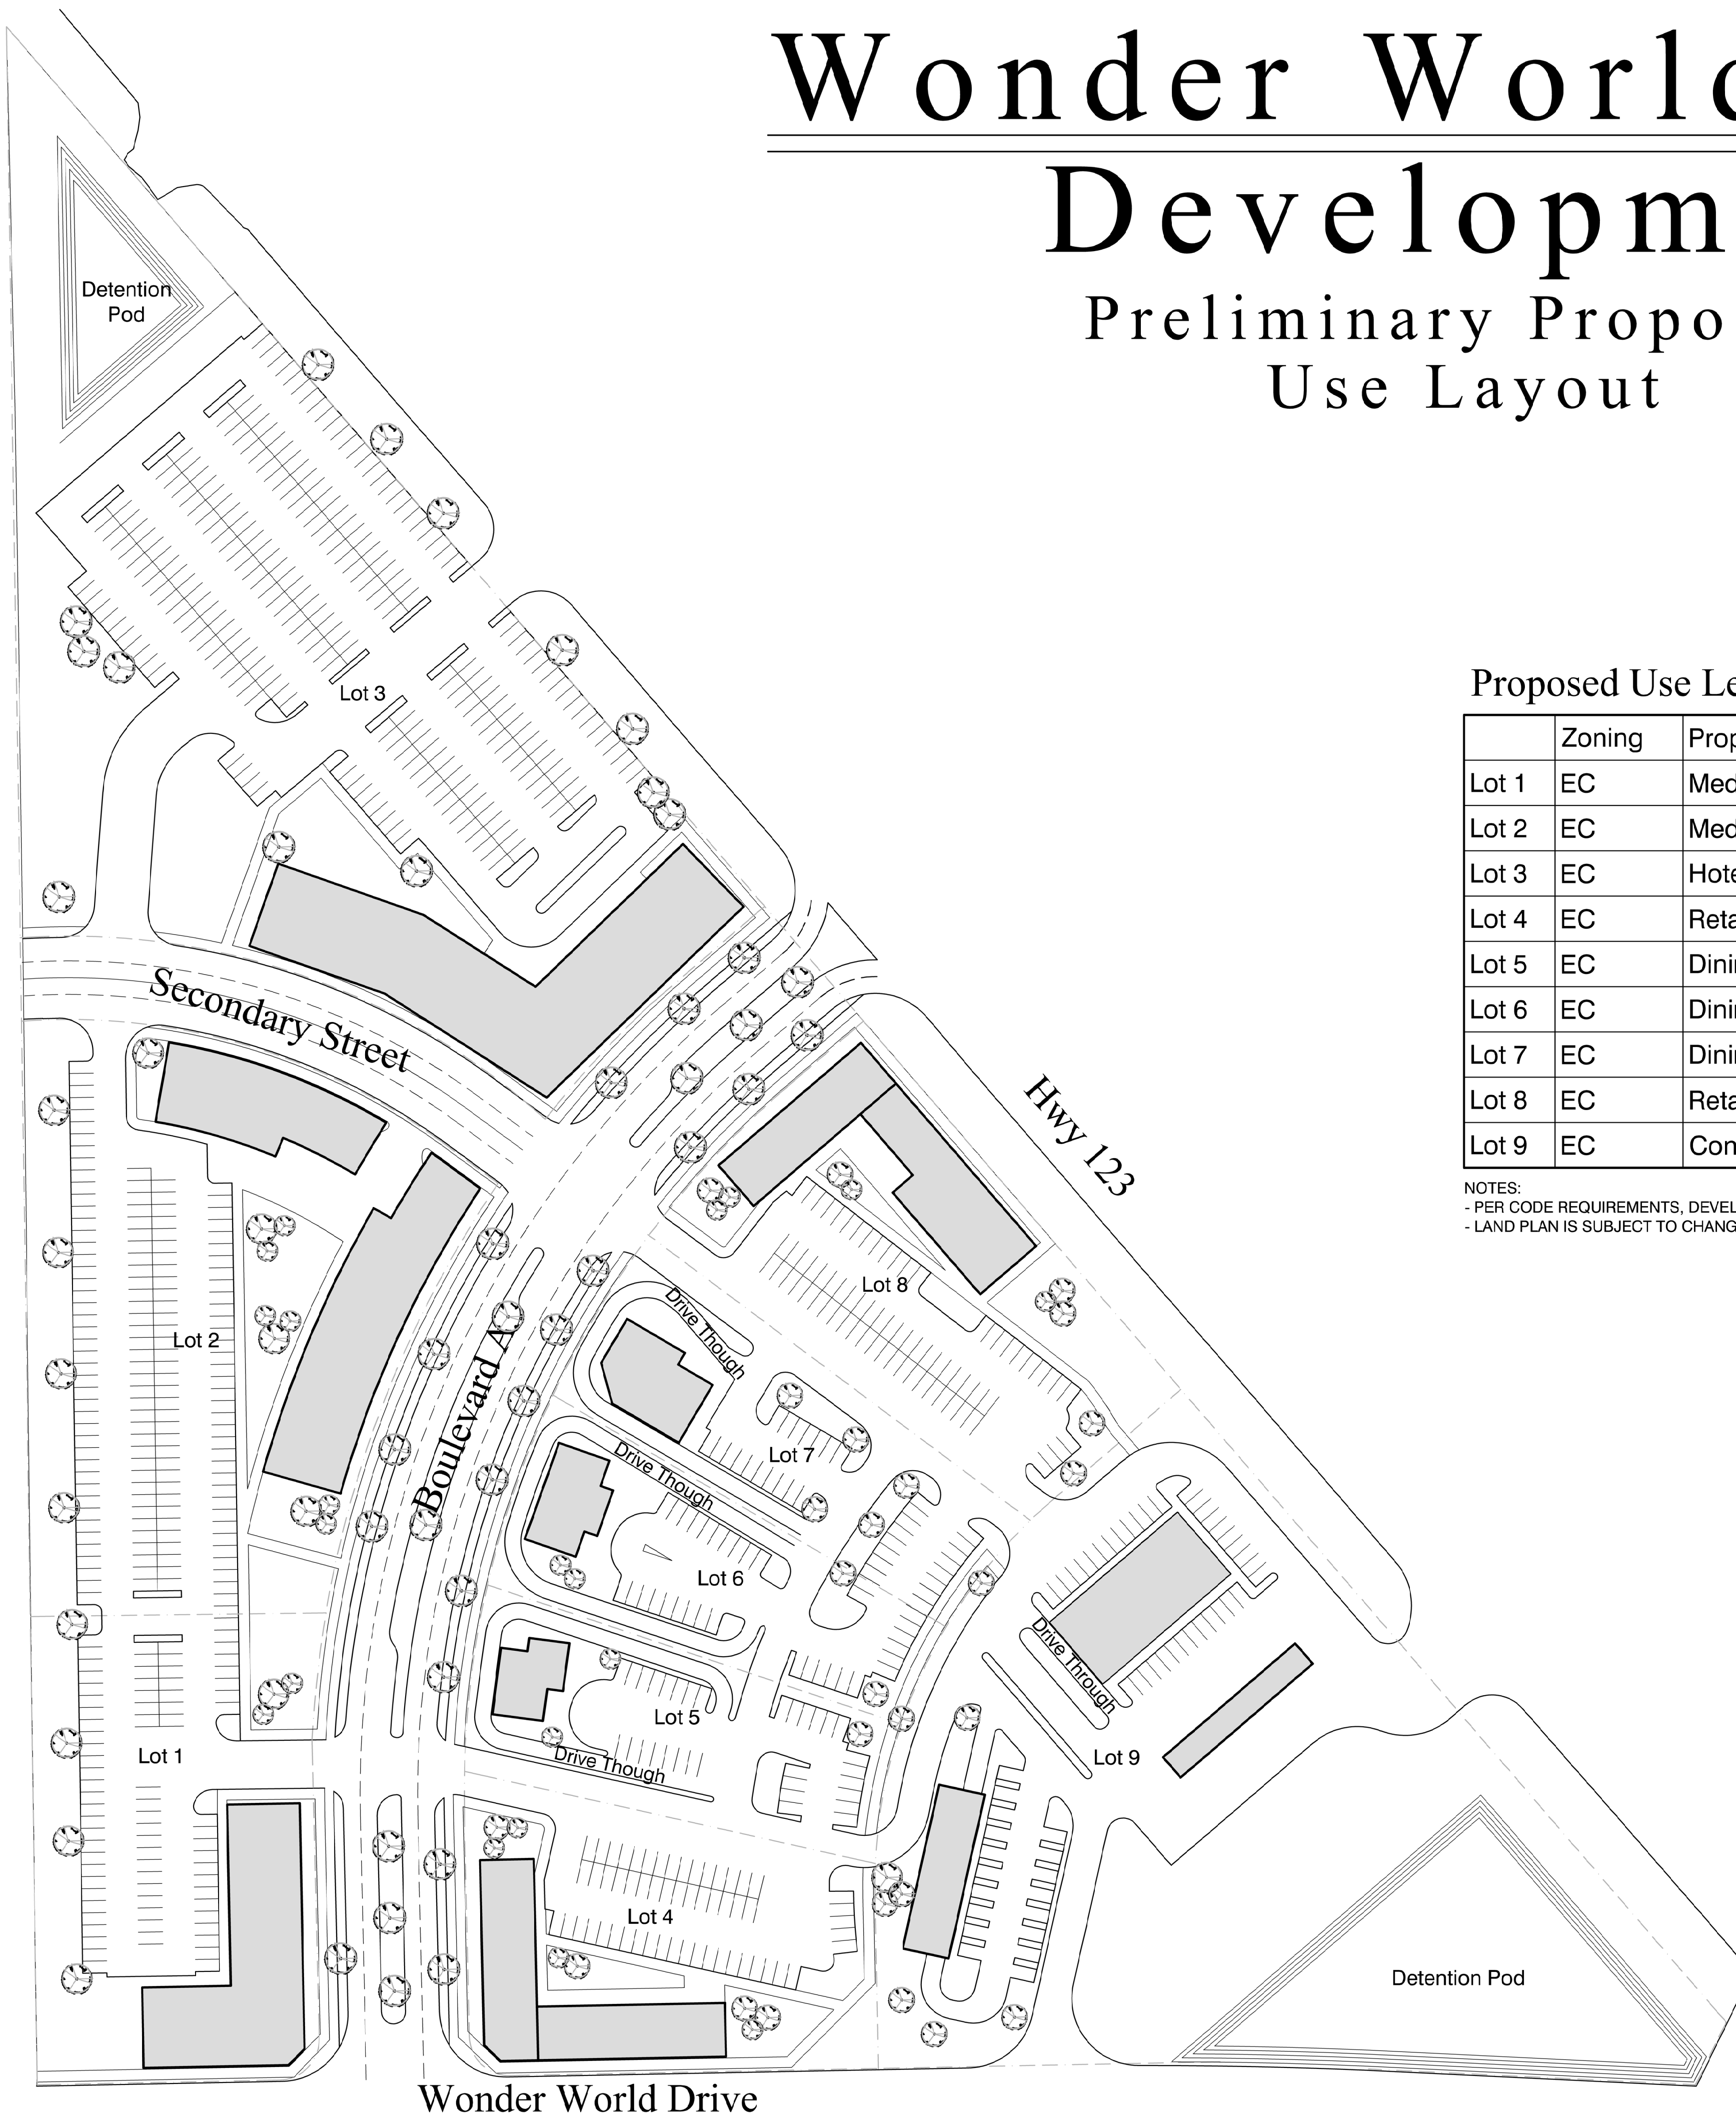 Wonder World
Developm
Preliminary Propo
Use Layout
Detention
Pod
Lot 3
Proposed Use Le
Zoning Prop
Lot 1 EC Med
Lot 2 EC Med
Lot 3 EC Hote
Lot 4 EC Reta
Lot 5 EC Dini
Lot 6 EC Dini
Lot 7 EC Dini
Lot 8 EC Reta
Lot 9 EC Con
NOTES:
- PER CODE REQUIREMENTS, DEVEL
- LAND PLAN IS SUBJECT TO CHANG
Secondary Street
Hwy 123
Lot 8
Drive Though
Lot 2
Boulevard A
Lot 7
Drive Though
Lot 6
Drive Through
Lot 5
Lot 1
Drive Though
Lot 9
Lot 4
Detention Pod
Wonder World Drive